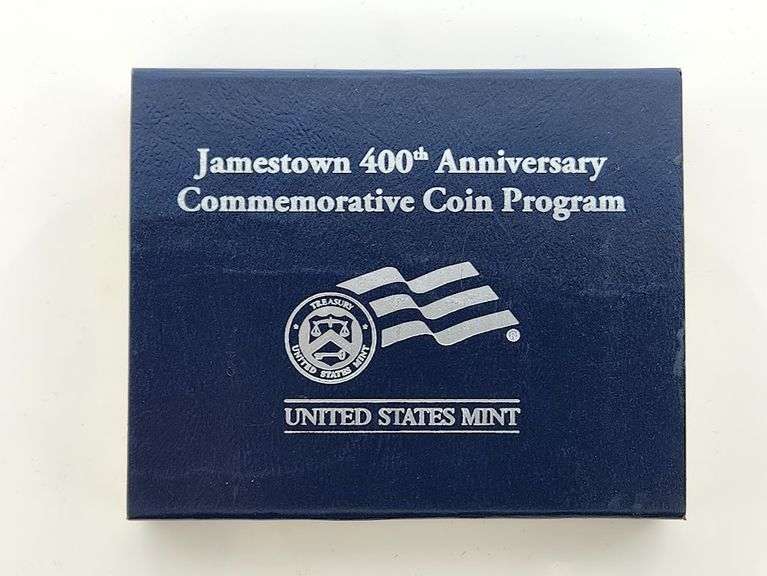 Jamestown 400th Anniversary
Commemorative Coin Program
TREASURY
UNITED STATES MINT
®
UNITED STATES MINT